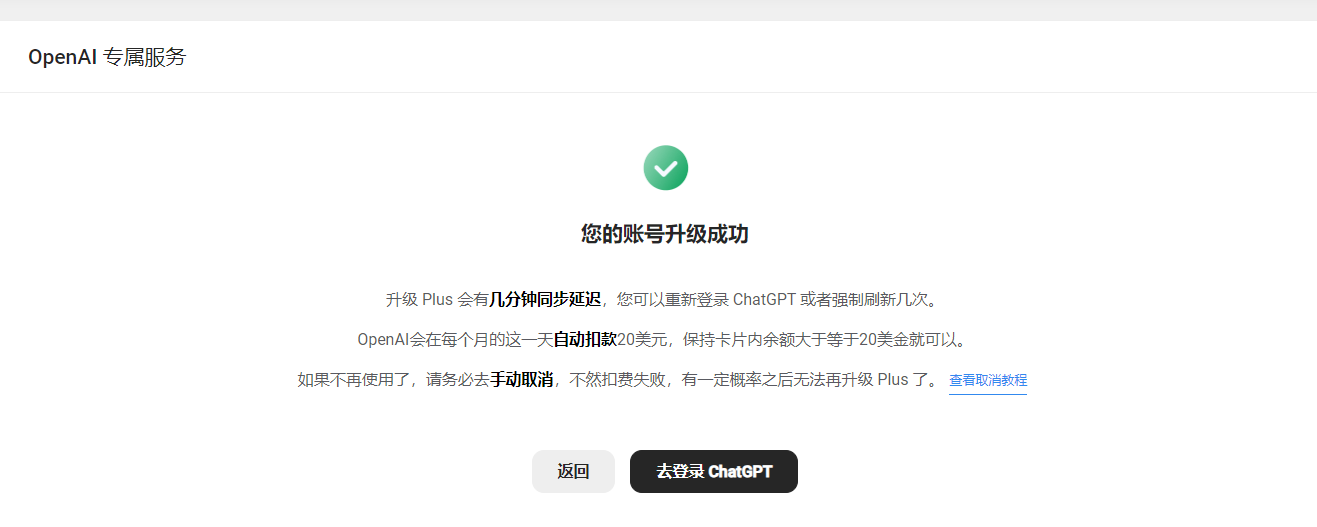 OpenAI 专属服务
您的账号升级成功
升级 Plus 会有几分钟同步延迟，您可以重新登录 ChatGPT 或者强制刷新几次。
OpenAI会在每个月的这一天自动扣款20美元，保持卡片内余额大于等于20美金就可以。
如果不再使用了，请务必去手动取消，不然扣费失败，有一定概率之后无法再升级 Plus 了。 查看取消教程
返回 去登录 ChatGPT